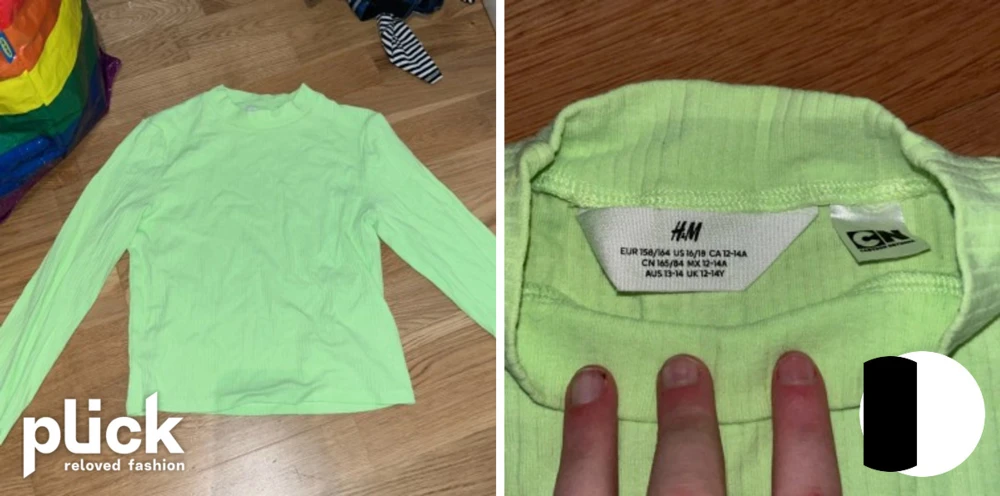 plick
reloved fashion
H&M
EUR 158/164 US 16/18 CA 12-14A
CN 165/84 MX 12-14A
AUS 13-14 UK 12-14Y
CN